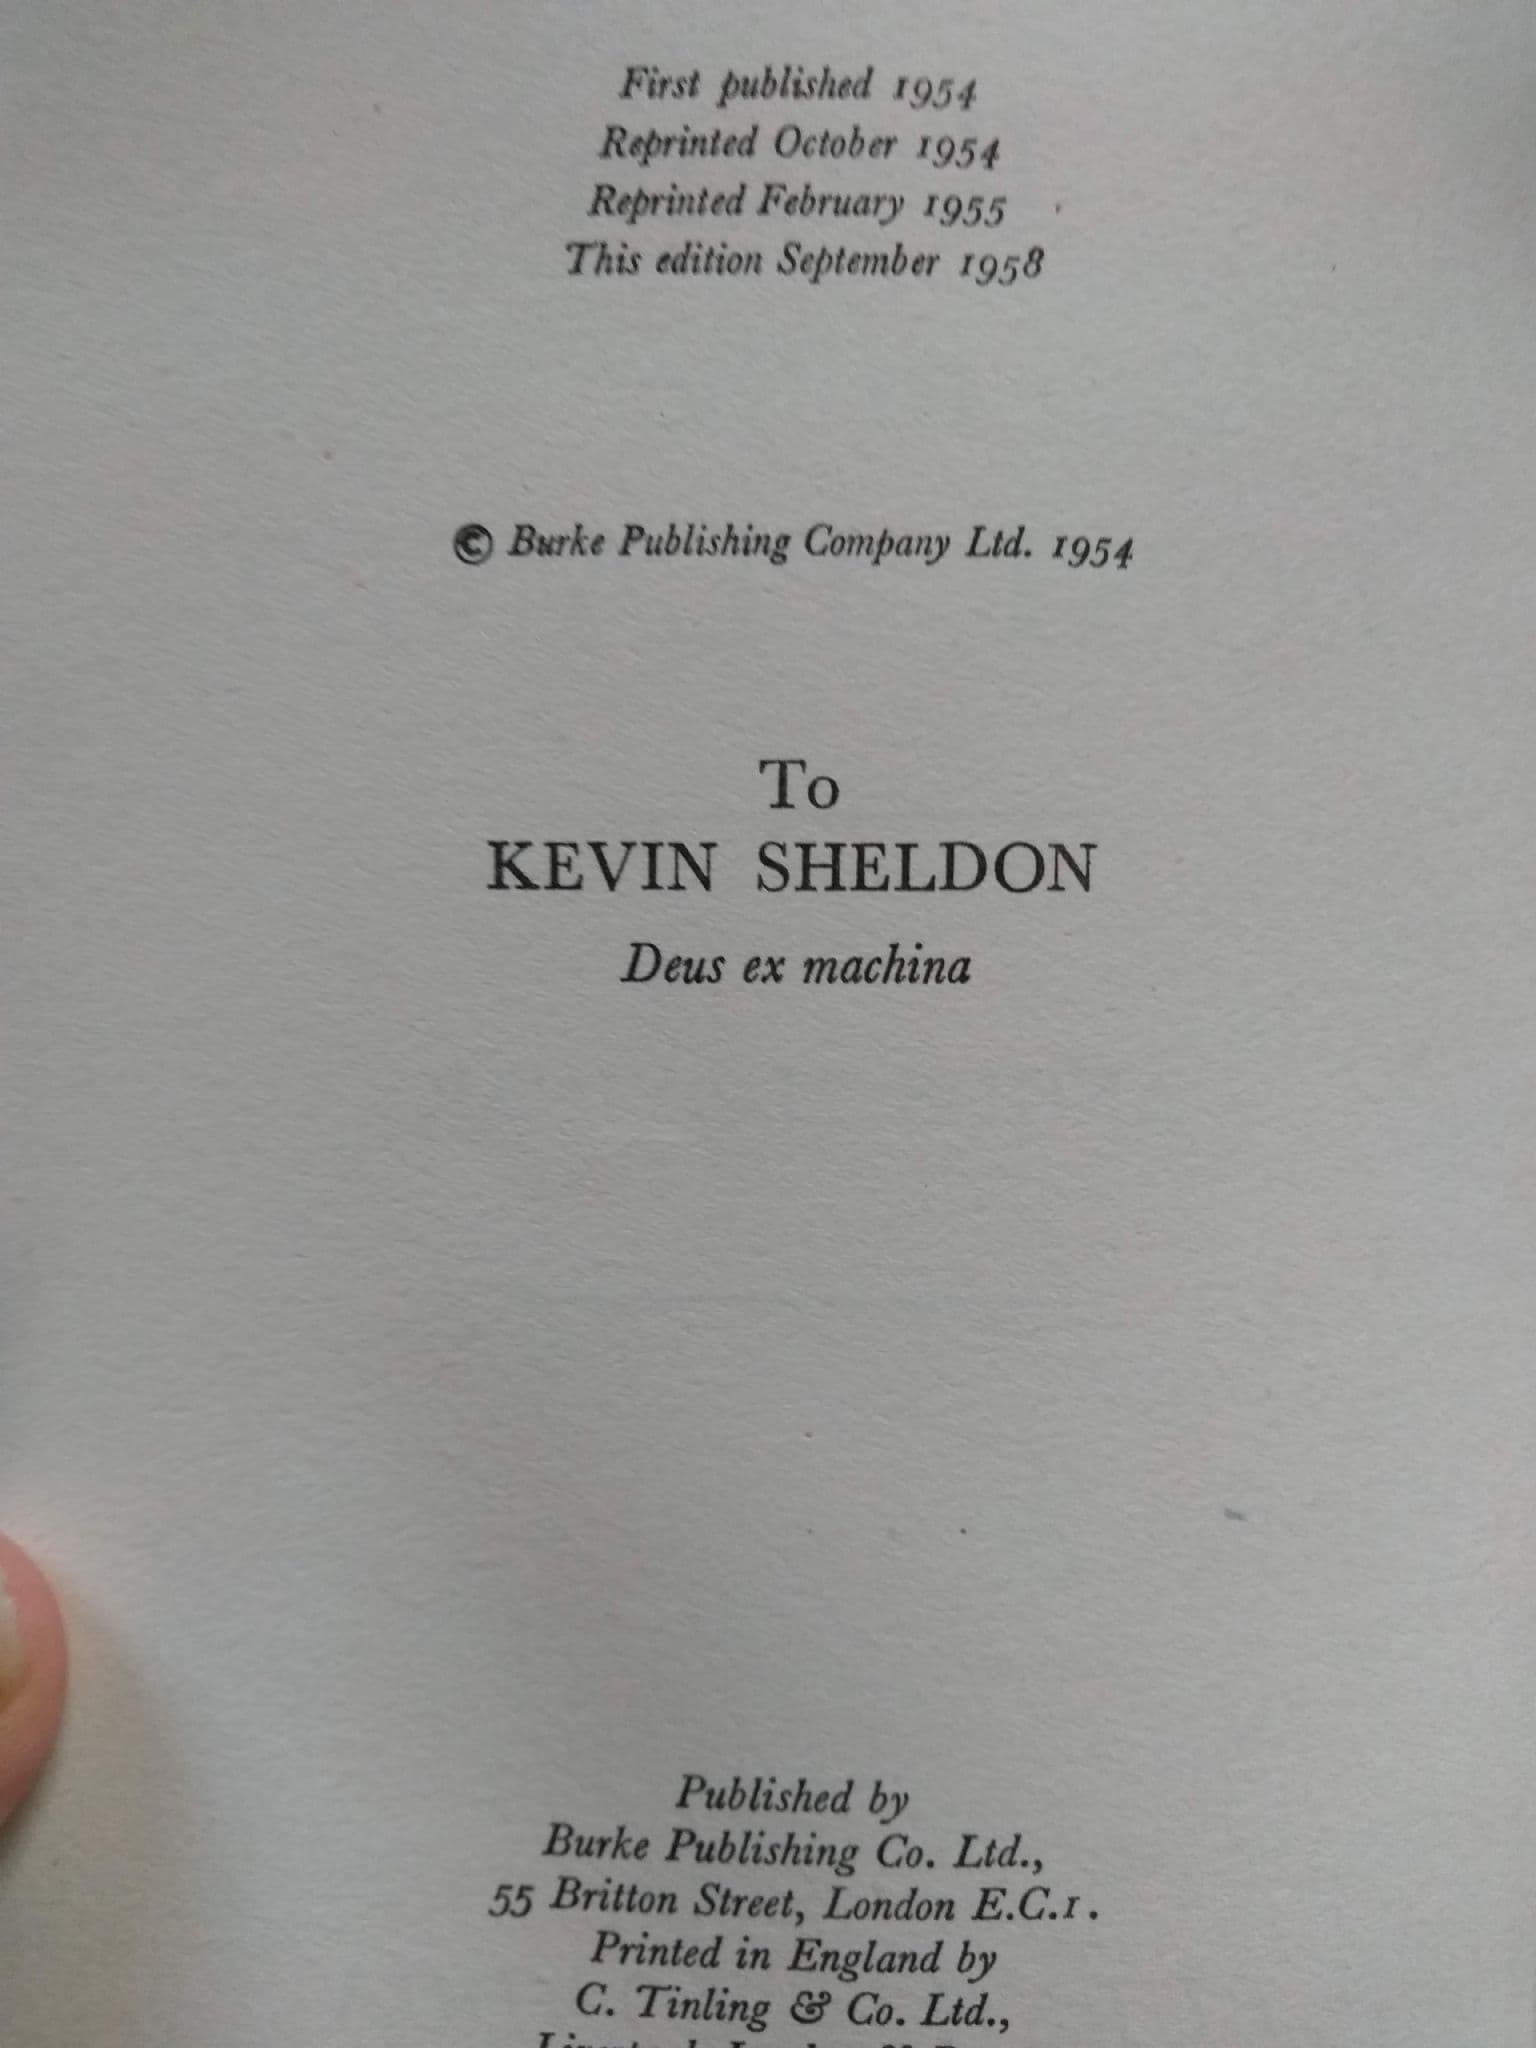 First published 1954
Reprinted October 1954
Reprinted February 1955
This edition September 1958
© Burke Publishing Company Ltd. 1954
To
KEVIN SHELDON
Deus ex machina
Published by
Burke Publishing Co. Ltd.,
55 Britton Street, London E.C.1.
Printed in England by
C. Tinling & Co. Ltd.,